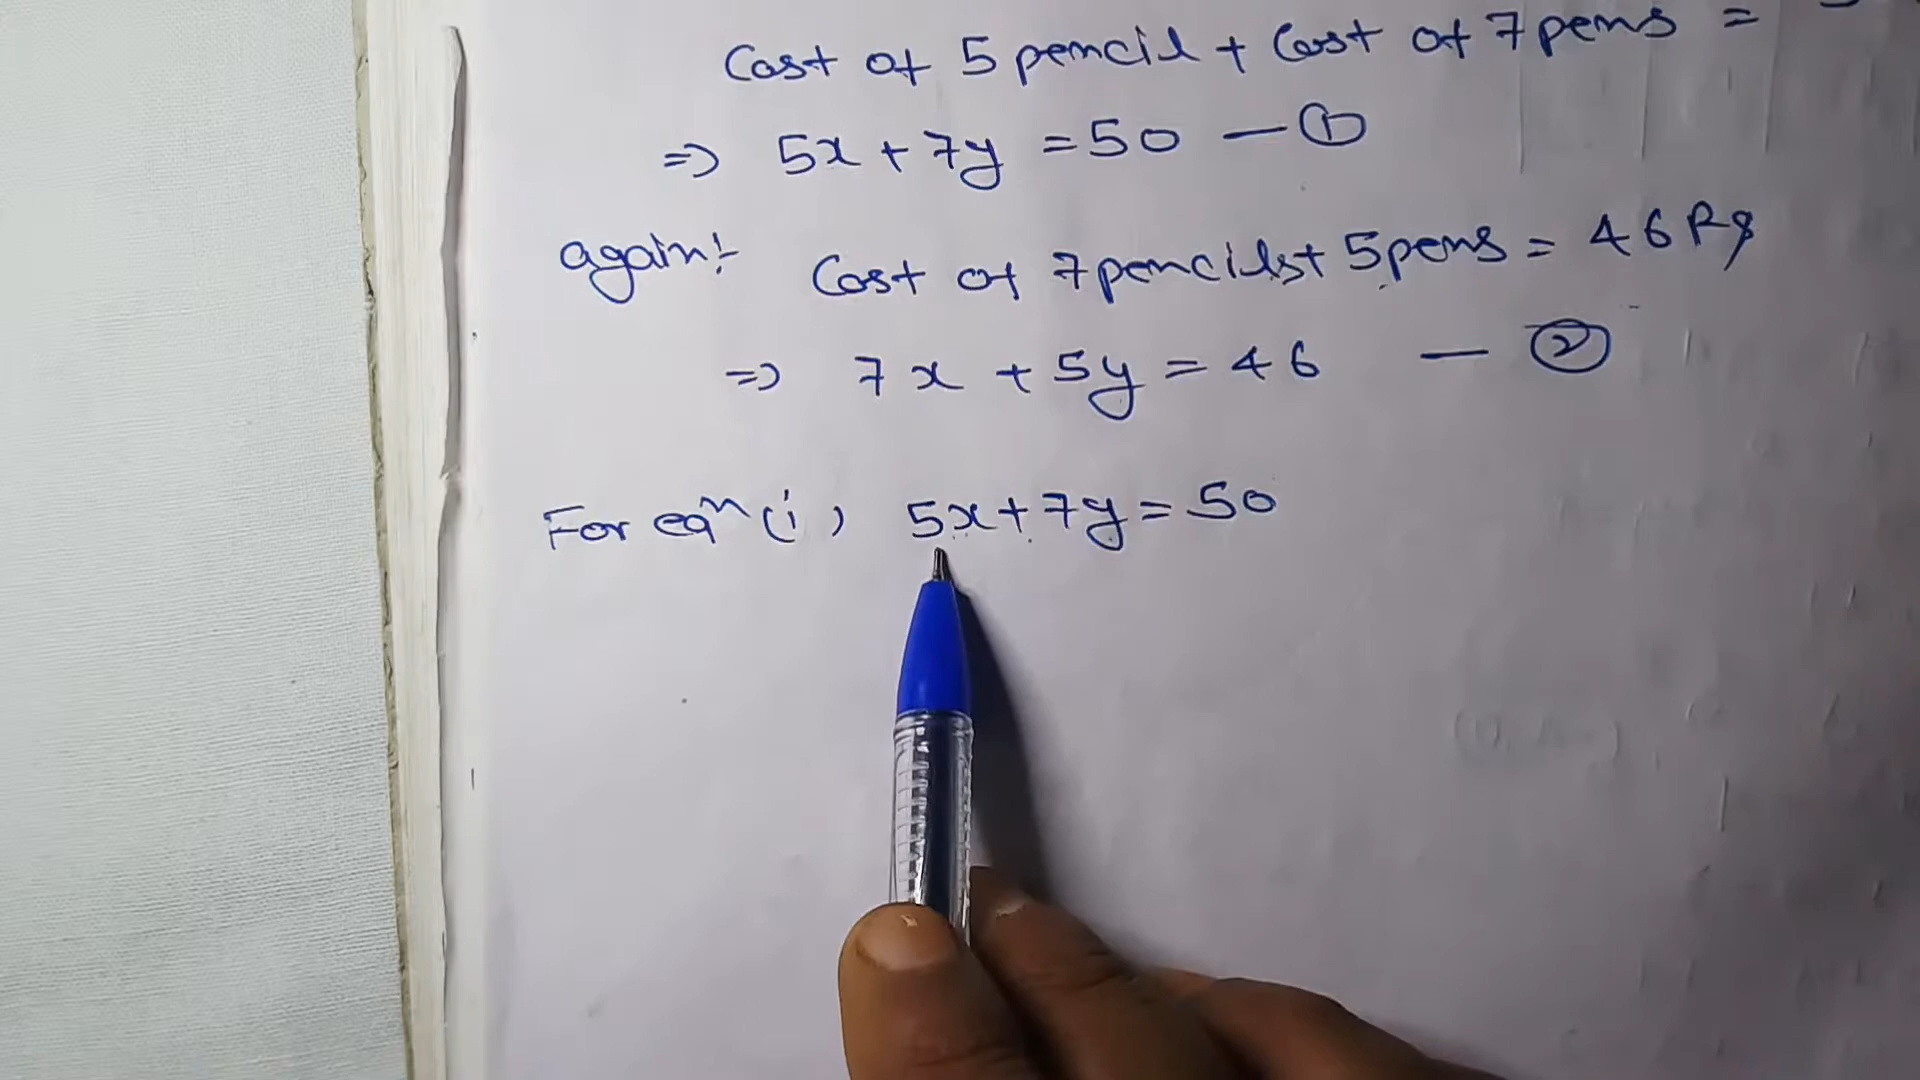 Cost of 5 pencil + Cost of 7 pens =
=> 5x + 7y = 50 — ①
again:- Cost of 7 pencils + 5 pens = 46 Rs
=> 7x + 5y = 46 — ②
For eqⁿ (i) 5x + 7y = 50